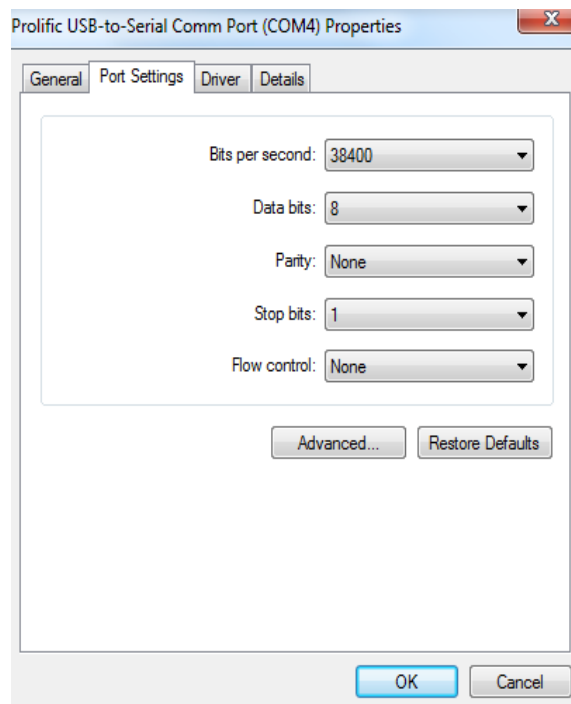 Prolific USB-to-Serial Comm Port (COM4) Properties
General Port Settings Driver Details
Bits per second: 38400
Data bits: 8
Parity: None
Stop bits: 1
Flow control: None
Advanced... Restore Defaults
OK Cancel